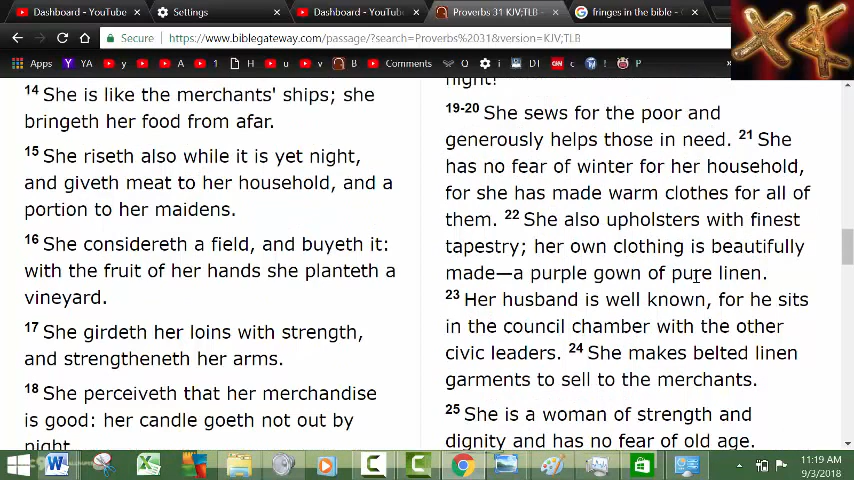 Dashboard - YouTube
Settings
Dashboard - YouTube
Proverbs 31 KJV;TLB -
fringes in the bible -
Secure
https://www.biblegateway.com/passage/?search=Proverbs%2031&version=KJV;TLB
Apps YA y 1 H u v B Comments Q i DT C b M P
14 She is like the merchants' ships; she
bringeth her food from afar.
15 She riseth also while it is yet night,
and giveth meat to her household, and a
portion to her maidens.
16 She considereth a field, and buyeth it:
with the fruit of her hands she planteth a
vineyard.
17 She girdeth her loins with strength,
and strengtheneth her arms.
18 She perceiveth that her merchandise
is good: her candle goeth not out by
night.
night!
19-20 She sews for the poor and
generously helps those in need. 21 She
has no fear of winter for her household,
for she has made warm clothes for all of
them. 22 She also upholsters with finest
tapestry; her own clothing is beautifully
made—a purple gown of pure linen.
23 Her husband is well known, for he sits
in the council chamber with the other
civic leaders. 24 She makes belted linen
garments to sell to the merchants.
25 She is a woman of strength and
dignity and has no fear of old age.
11:19 AM
9/3/2018